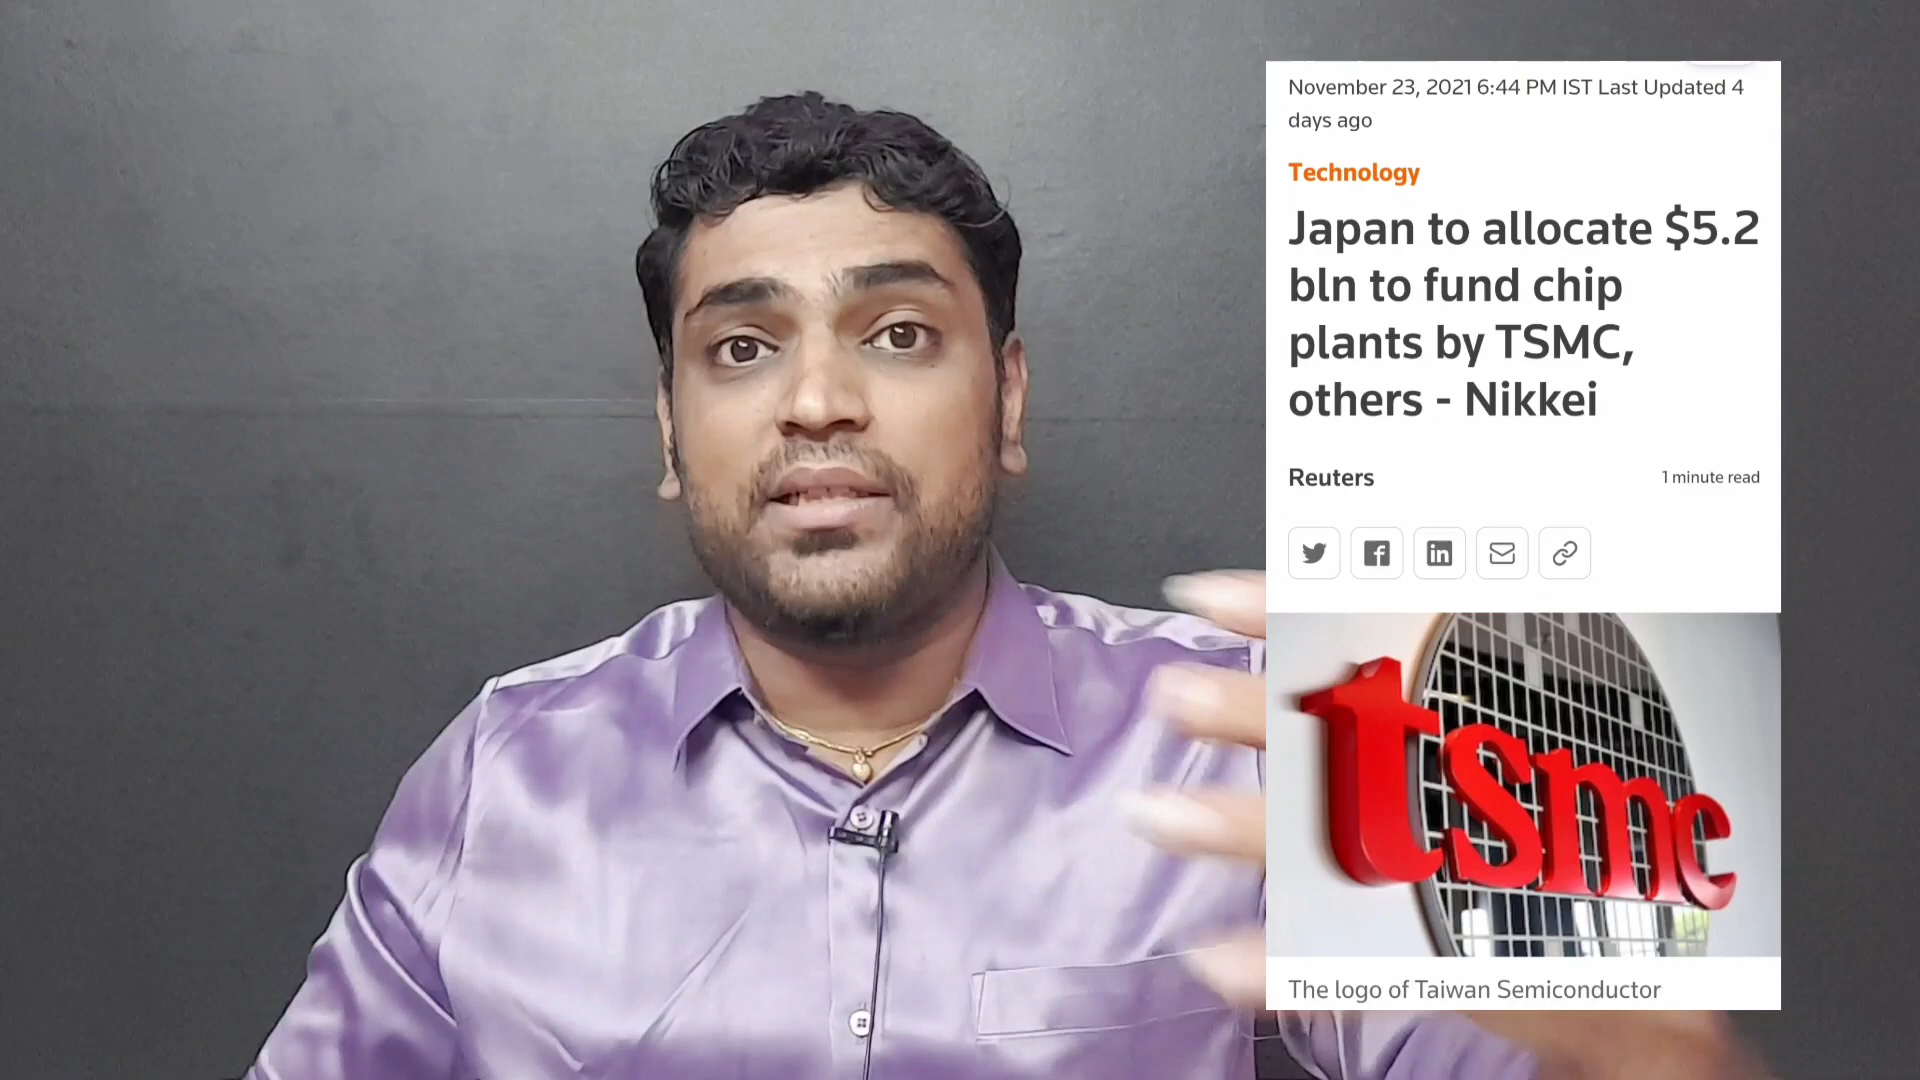 November 23, 2021 6:44 PM IST Last Updated 4
days ago
Technology
Japan to allocate $5.2
bln to fund chip
plants by TSMC,
others - Nikkei
Reuters
1 minute read
tsmc
The logo of Taiwan Semiconductor